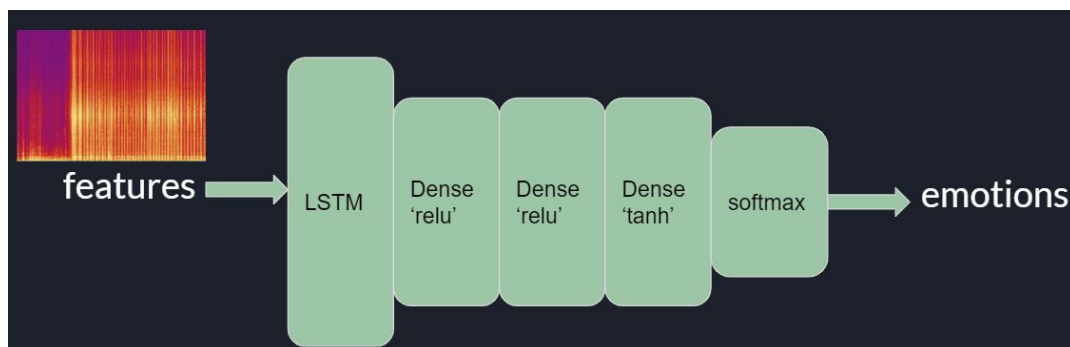 features
LSTM
Dense
‘relu’
Dense
‘relu’
Dense
‘tanh’
softmax
emotions